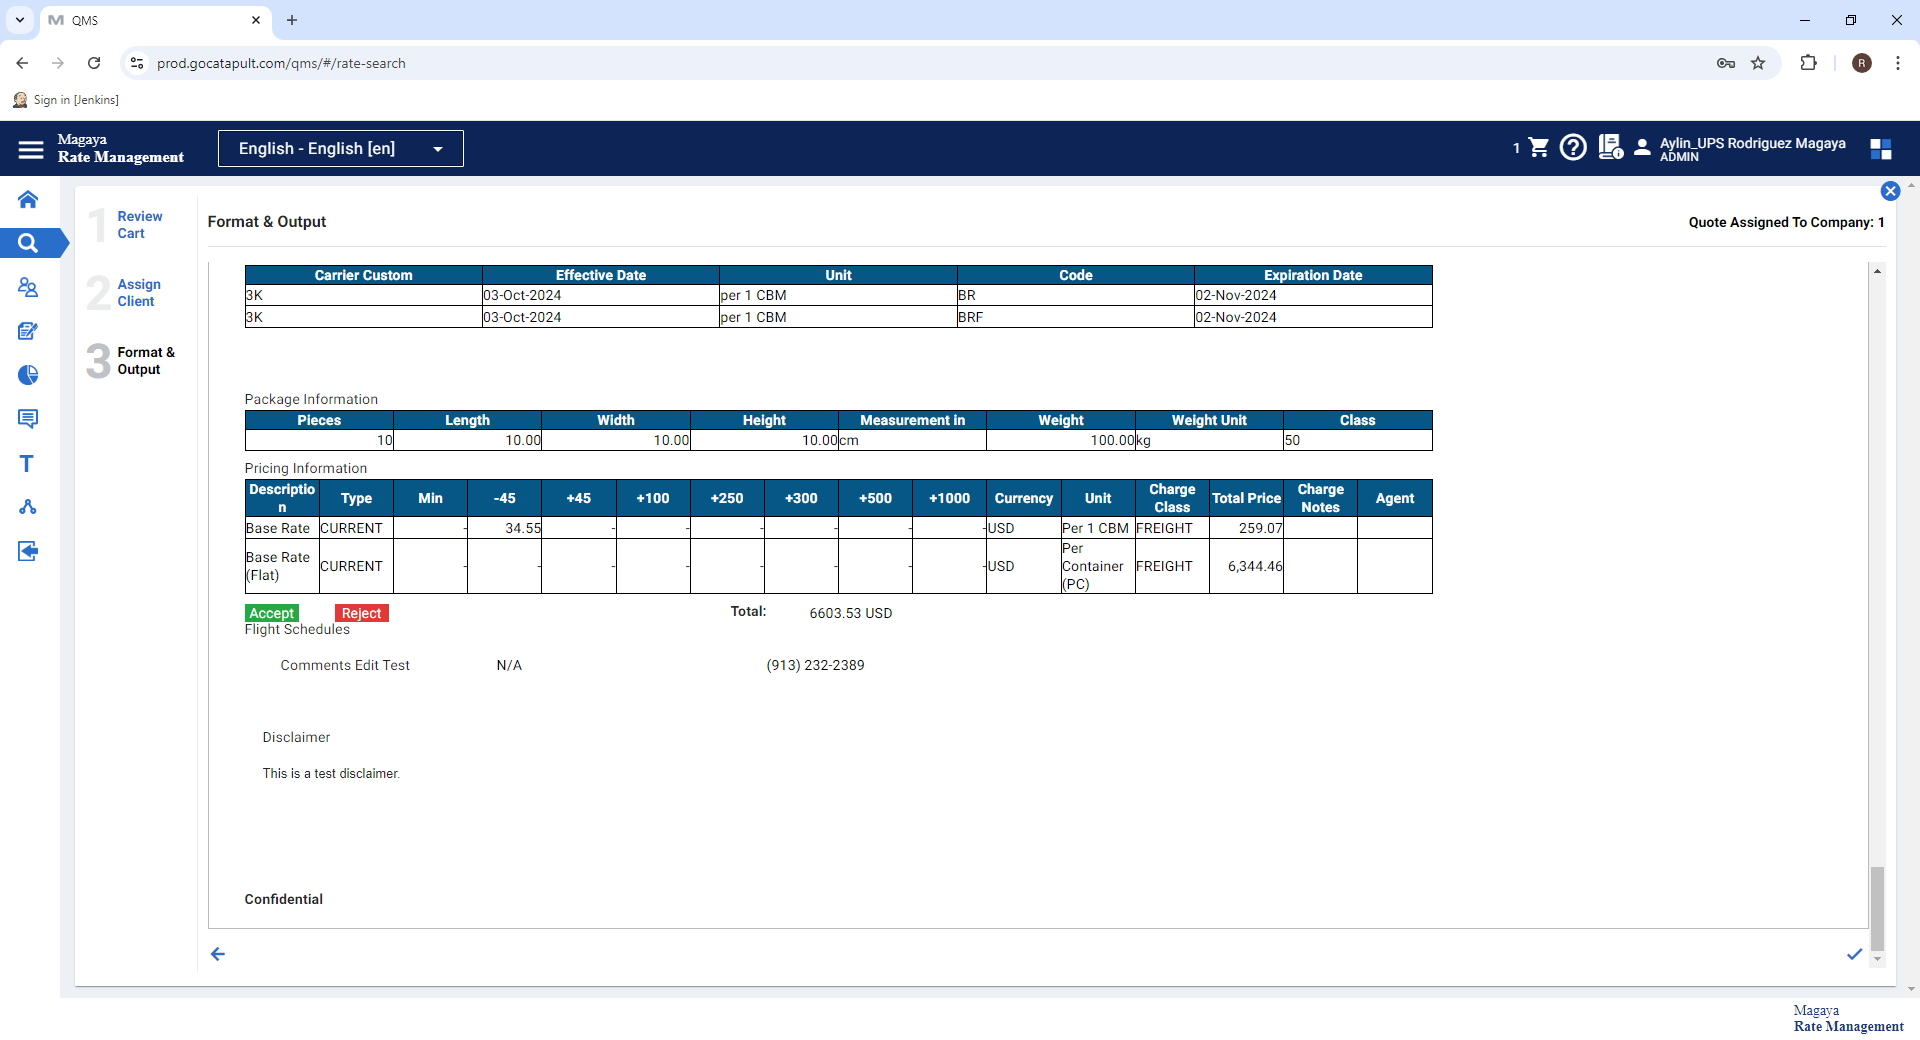 QMS
prod.gocatapult.com/qms/#/rate-search
R
Sign in [Jenkins]
Magaya
Rate Management
English - English [en]
1
Aylin_UPS Rodriguez Magaya
ADMIN
1 Review Cart
2 Assign Client
3 Format & Output
Format & Output
Quote Assigned To Company: 1
Carrier Custom Effective Date Unit Code Expiration Date
3K 03-Oct-2024 per 1 CBM BR 02-Nov-2024
3K 03-Oct-2024 per 1 CBM BRF 02-Nov-2024
Package Information
Pieces Length Width Height Measurement in Weight Weight Unit Class
10 10.00 10.00 10.00 cm 100.00 kg 50
Pricing Information
Description Type Min -45 +45 +100 +250 +300 +500 +1000 Currency Unit Charge Class Total Price Charge Notes Agent
Base Rate CURRENT - 34.55 - - - - - - USD Per 1 CBM FREIGHT 259.07
Base Rate (Flat) CURRENT - - - - - - - - USD Per Container (PC) FREIGHT 6,344.46
Accept Reject Total: 6603.53 USD
Flight Schedules
Comments Edit Test N/A (913) 232-2389
Disclaimer
This is a test disclaimer.
Confidential
Magaya
Rate Management